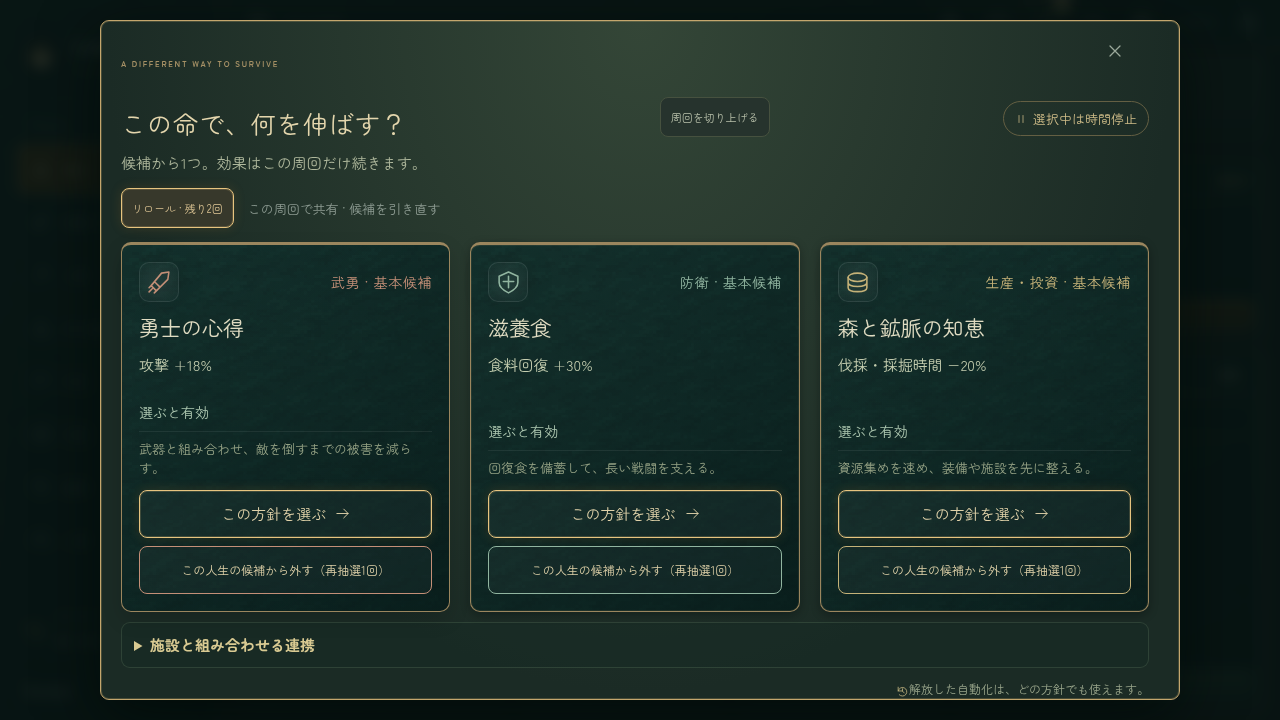 A DIFFERENT WAY TO SURVIVE
この命で、何を伸ばす？
周回を切り上げる
選択中は時間停止
候補から1つ。効果はこの周回だけ続きます。
リロール · 残り2回
この周回で共有 · 候補を引き直す
武勇 · 基本候補
勇士の心得
攻撃 +18%
選ぶと有効
武器と組み合わせ、敵を倒すまでの被害を減ら
す。
この方針を選ぶ →
この人生の候補から外す（再抽選1回）
防衛 · 基本候補
滋養食
食料回復 +30%
選ぶと有効
回復食を備蓄して、長い戦闘を支える。
この方針を選ぶ →
この人生の候補から外す（再抽選1回）
生産・投資 · 基本候補
森と鉱脈の知恵
伐採・採掘時間 −20%
選ぶと有効
資源集めを速め、装備や施設を先に整える。
この方針を選ぶ →
この人生の候補から外す（再抽選1回）
▶ 施設と組み合わせる連携
解放した自動化は、どの方針でも使えます。